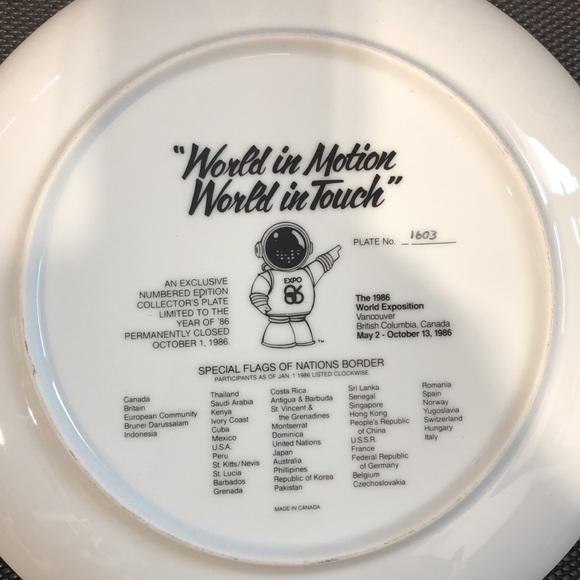 "World in Motion
World in Touch"
PLATE No. 1603
EXPO
86
TM
AN EXCLUSIVE
NUMBERED EDITION
COLLECTOR'S PLATE
LIMITED TO THE
YEAR OF '86
PERMANENTLY CLOSED
OCTOBER 1, 1986.
The 1986
World Exposition
Vancouver
British Columbia, Canada
May 2 - October 13, 1986
SPECIAL FLAGS OF NATIONS BORDER
PARTICIPANTS AS OF JAN 1 1986 LISTED CLOCKWISE
Canada
Britain
European Community
Brunei Darussalam
Indonesia
Thailand
Saudi Arabia
Kenya
Ivory Coast
Cuba
Mexico
U.S.A.
Peru
St. Kitts/Nevis
St. Lucia
Barbados
Grenada
Costa Rica
Antigua & Barbuda
St. Vincent &
the Grenadines
Montserrat
Dominica
United Nations
Japan
Australia
Phillipines
Republic of Korea
Pakistan
Sri Lanka
Senegal
Singapore
Hong Kong
People's Republic
of China
U.S.S.R.
France
Federal Republic
of Germany
Belgium
Czechoslovakia
Romania
Spain
Norway
Yugoslavia
Switzerland
Hungary
Italy
MADE IN CANADA